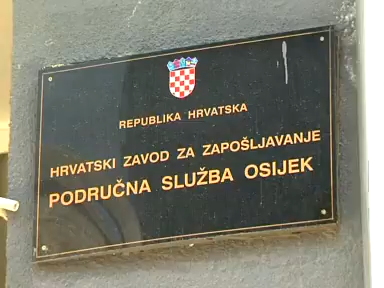 REPUBLIKA HRVATSKA
HRVATSKI ZAVOD ZA ZAPOŠLJAVANJE
PODRUČNA SLUŽBA OSIJEK